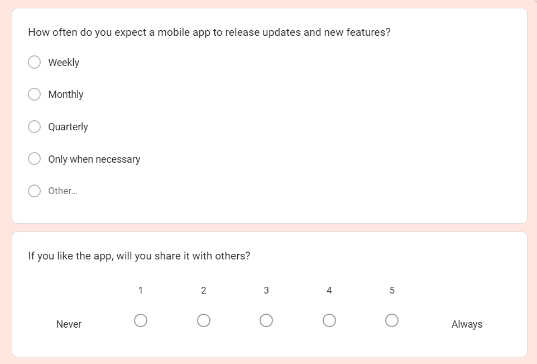 How often do you expect a mobile app to release updates and new features?
Weekly
Monthly
Quarterly
Only when necessary
Other...
If you like the app, will you share it with others?
1 2 3 4 5
Never Always